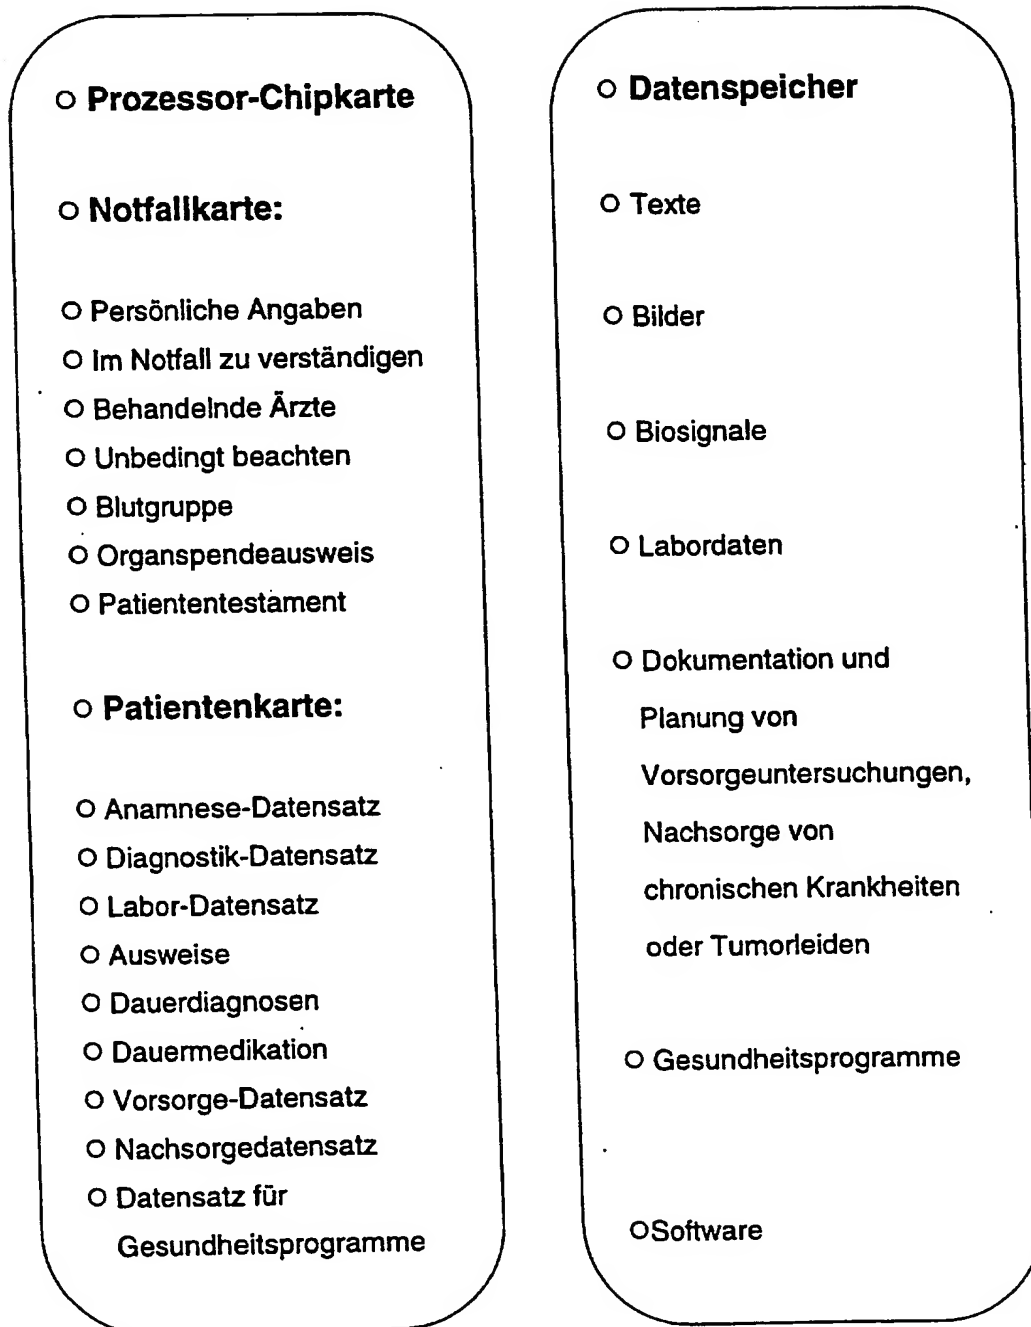 ○ Prozessor-Chipkarte
○ Notfallkarte:
○ Persönliche Angaben
○ Im Notfall zu verständigen
○ Behandelnde Ärzte
○ Unbedingt beachten
○ Blutgruppe
○ Organspendeausweis
○ Patiententestament
○ Patientenkarte:
○ Anamnese-Datensatz
○ Diagnostik-Datensatz
○ Labor-Datensatz
○ Ausweise
○ Dauerdiagnosen
○ Dauermedikation
○ Vorsorge-Datensatz
○ Nachsorgedatensatz
○ Datensatz für
Gesundheitsprogramme
○ Datenspeicher
○ Texte
○ Bilder
○ Biosignale
○ Labordaten
○ Dokumentation und
Planung von
Vorsorgeuntersuchungen,
Nachsorge von
chronischen Krankheiten
oder Tumorleiden
○ Gesundheitsprogramme
○Software